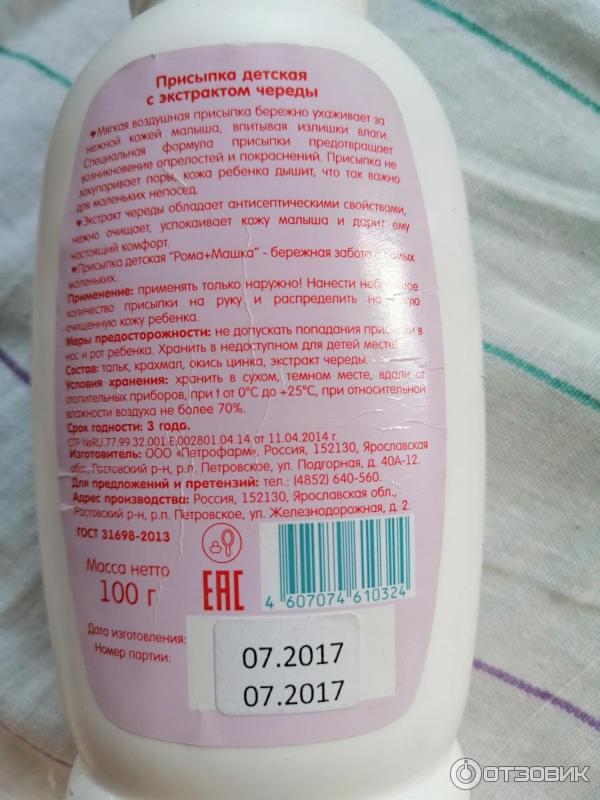 Присыпка детская
с экстрактом череды
♥Мягкая воздушная присыпка бережно ухаживает за
нежной кожей малыша, впитывая излишки влаги.
Специальная формула присыпки предотвращает
возникновение опрелостей и покраснений. Присыпка не
закупоривает поры, кожа ребенка дышит, что так важно
для маленьких непосед.
♥Экстракт череды обладает антисептическими свойствами,
нежно очищает, успокаивает кожу малыша и дарит ему
настоящий комфорт.
♥Присыпка детская "Рома+Машка" - бережная забота о самых
маленьких.
Применение: применять только наружно! Нанести небольшое
количество присыпки на руку и распределить на
очищенную кожу ребенка.
Меры предосторожности: не допускать попадания присыпки в
нос и рот ребенка. Хранить в недоступном для детей месте!
Состав: тальк, крахмал, окись цинка, экстракт череды.
Условия хранения: хранить в сухом, темном месте, вдали от
отопительных приборов, при t от 0°С до +25°С, при относительной
влажности воздуха не более 70%.
Срок годности: 3 года.
СГР №RU.77.99.32.001.Е.002801.04.14 от 11.04.2014 г.
Изготовитель: ООО «Петрофарм», Россия, 152130, Ярославская
обл., Ростовский р-н, р.п. Петровское, ул. Подгорная, д. 40А-12.
Для предложений и претензий: тел.: (4852) 640-560.
Адрес производства: Россия, 152130, Ярославская обл.,
Ростовский р-н, р.п. Петровское, ул. Железнодорожная, д. 2.
ГОСТ 31698-2013
Масса нетто
100 г
ЕАС
4 607074 610324
Дата изготовления:
Номер партии:
07.2017
07.2017
ОТЗОВИК